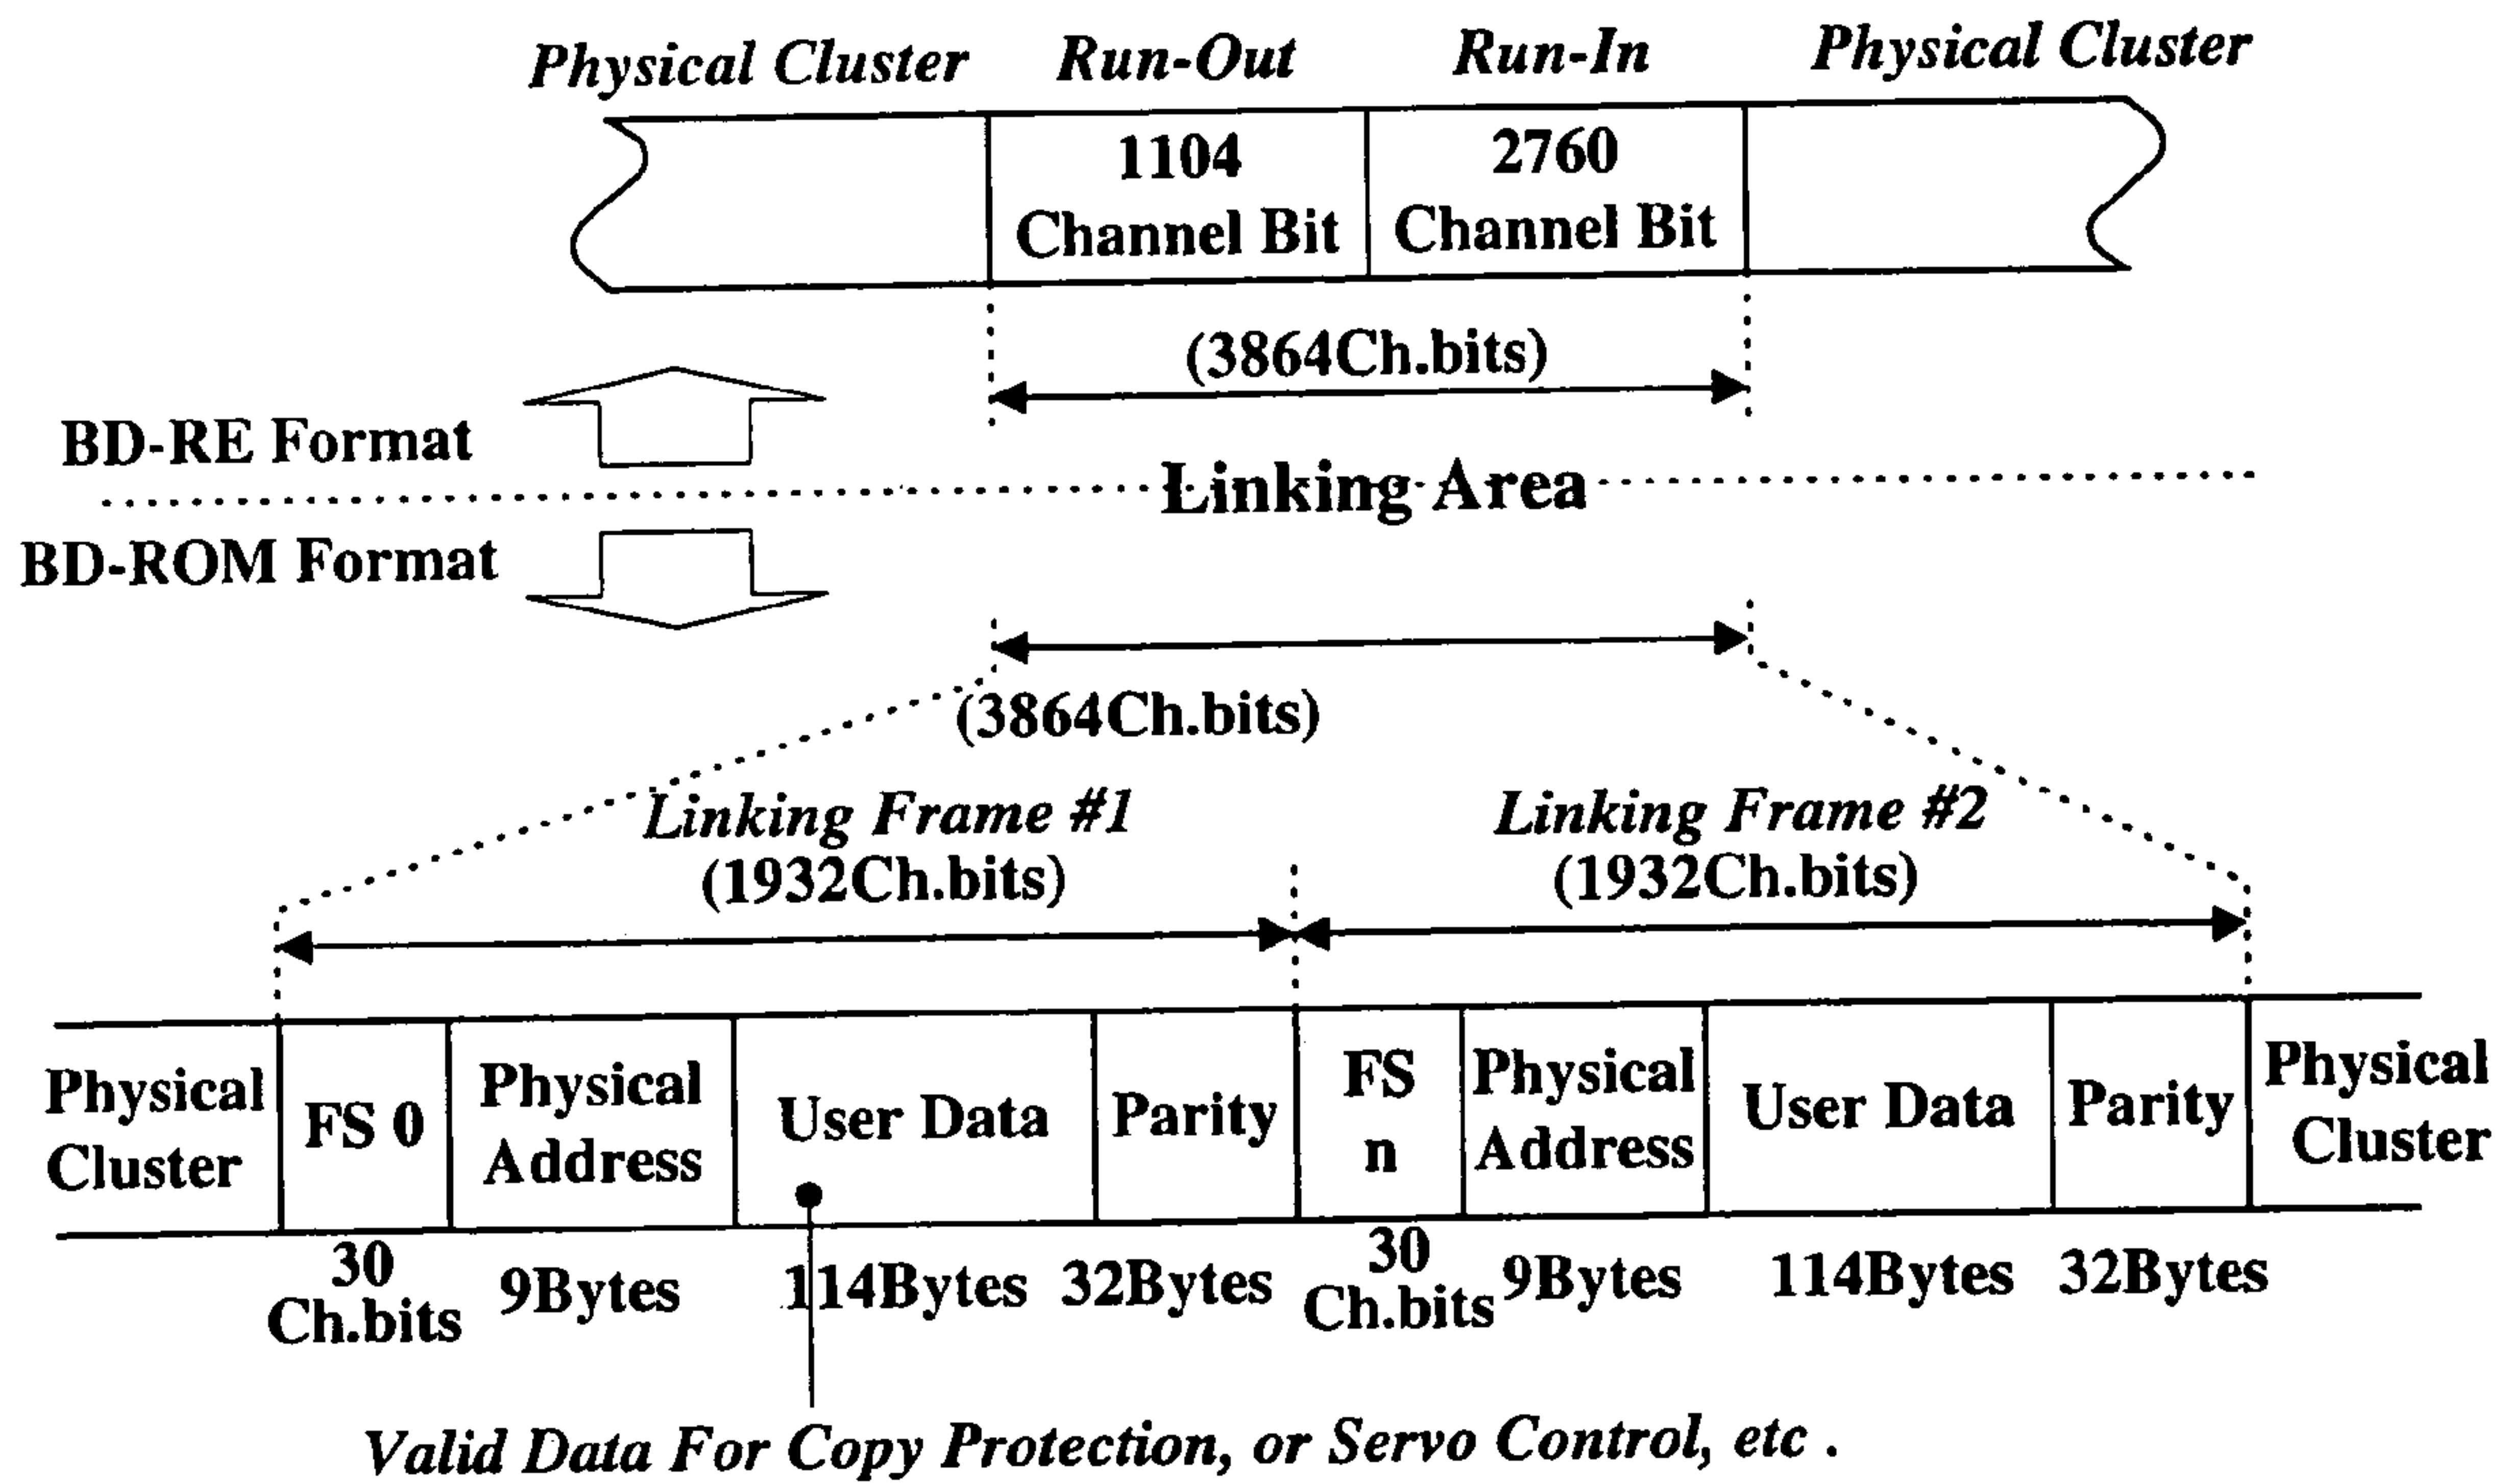 Physical Cluster Run-Out Run-In Physical Cluster
1104 Channel Bit
2760 Channel Bit
(3864Ch.bits)
BD-RE Format
Linking Area
BD-ROM Format
(3864Ch.bits)
Linking Frame #1 Linking Frame #2
(1932Ch.bits) (1932Ch.bits)
Physical Cluster
FS 0
Physical Address
User Data
Parity
FS n
Physical Address
User Data
Parity
Physical Cluster
30 Ch.bits
9Bytes
114Bytes
32Bytes
30 Ch.bits
9Bytes
114Bytes
32Bytes
Valid Data For Copy Protection, or Servo Control, etc .